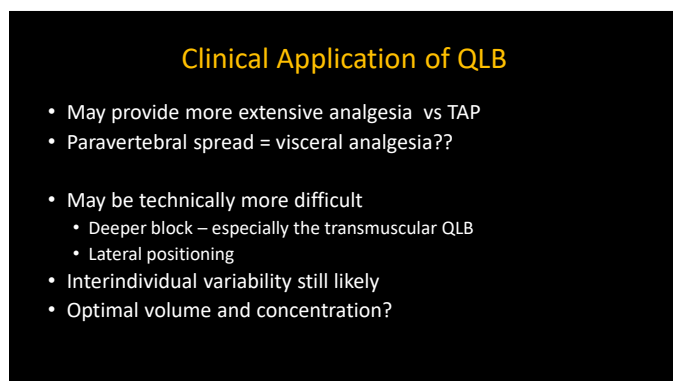 Clinical Application of QLB
• May provide more extensive analgesia  vs TAP
• Paravertebral spread = visceral analgesia??
• May be technically more difficult
• Deeper block – especially the transmuscular QLB
• Lateral positioning
• Interindividual variability still likely
• Optimal volume and concentration?